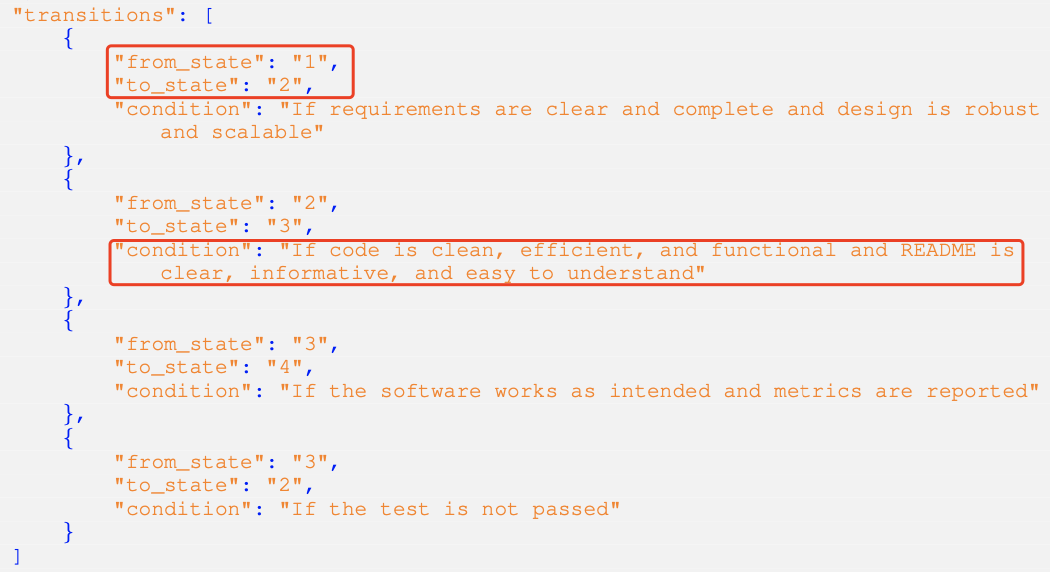 "transitions": [
{
"from_state": "1",
"to_state": "2",
"condition": "If requirements are clear and complete and design is robust
and scalable"
},
{
"from_state": "2",
"to_state": "3",
"condition": "If code is clean, efficient, and functional and README is
clear, informative, and easy to understand"
},
{
"from_state": "3",
"to_state": "4",
"condition": "If the software works as intended and metrics are reported"
},
{
"from_state": "3",
"to_state": "2",
"condition": "If the test is not passed"
}
]